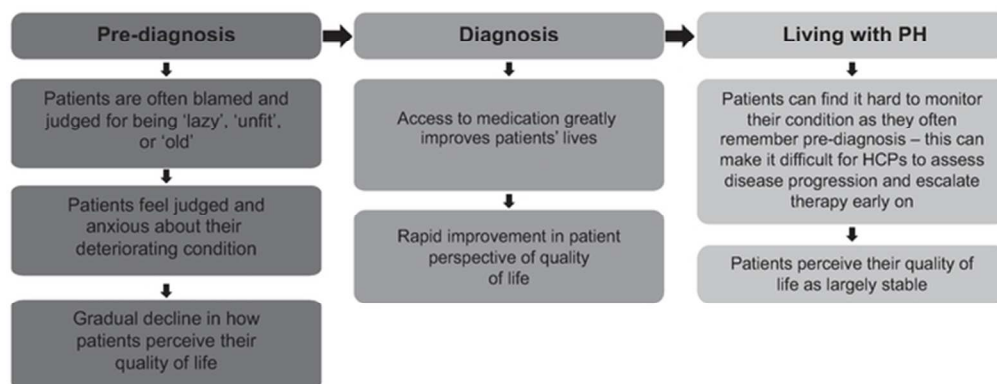 Pre-diagnosis
Patients are often blamed and
judged for being ‘lazy’, ‘unfit’,
or ‘old’
Patients feel judged and
anxious about their
deteriorating condition
Gradual decline in how
patients perceive their
quality of life
Diagnosis
Access to medication greatly
improves patients’ lives
Rapid improvement in patient
perspective of quality
of life
Living with PH
Patients can find it hard to monitor
their condition as they often
remember pre-diagnosis – this can
make it difficult for HCPs to assess
disease progression and escalate
therapy early on
Patients perceive their quality of
life as largely stable